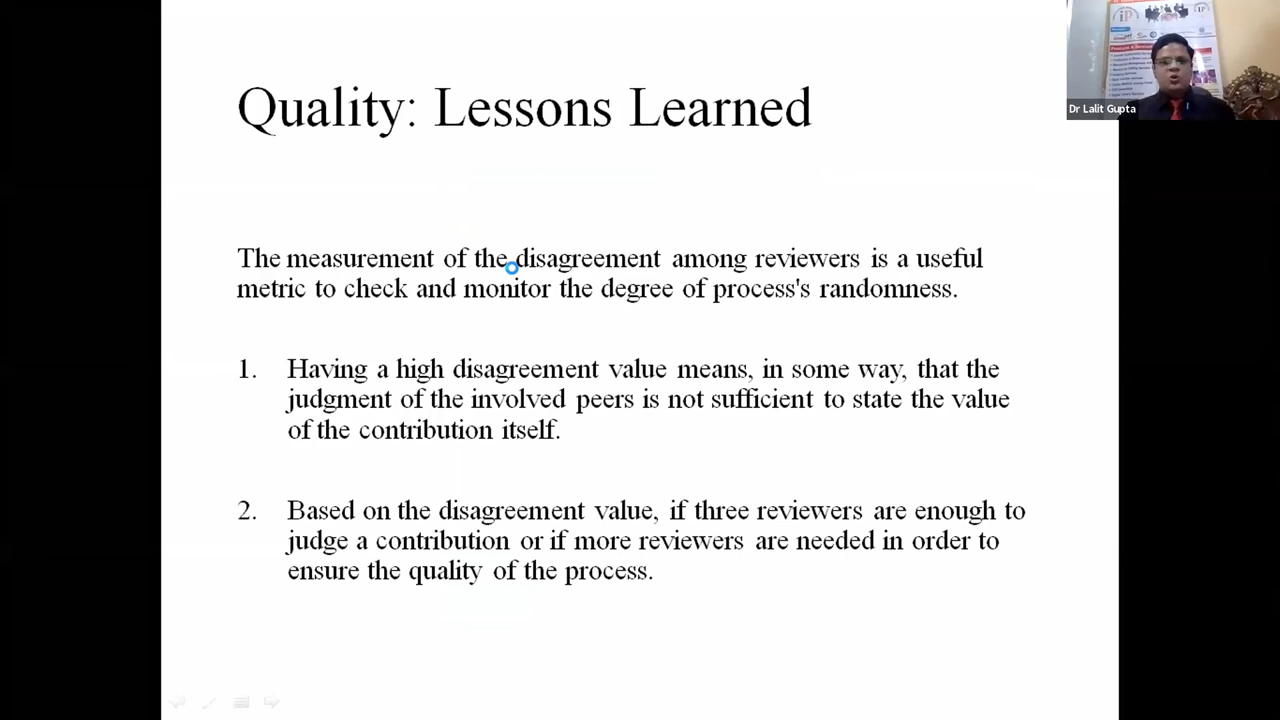 Quality: Lessons Learned
The measurement of the disagreement among reviewers is a useful
metric to check and monitor the degree of process's randomness.
1. Having a high disagreement value means, in some way, that the
judgment of the involved peers is not sufficient to state the value
of the contribution itself.
2. Based on the disagreement value, if three reviewers are enough to
judge a contribution or if more reviewers are needed in order to
ensure the quality of the process.
iP
Dr Lalit Gupta